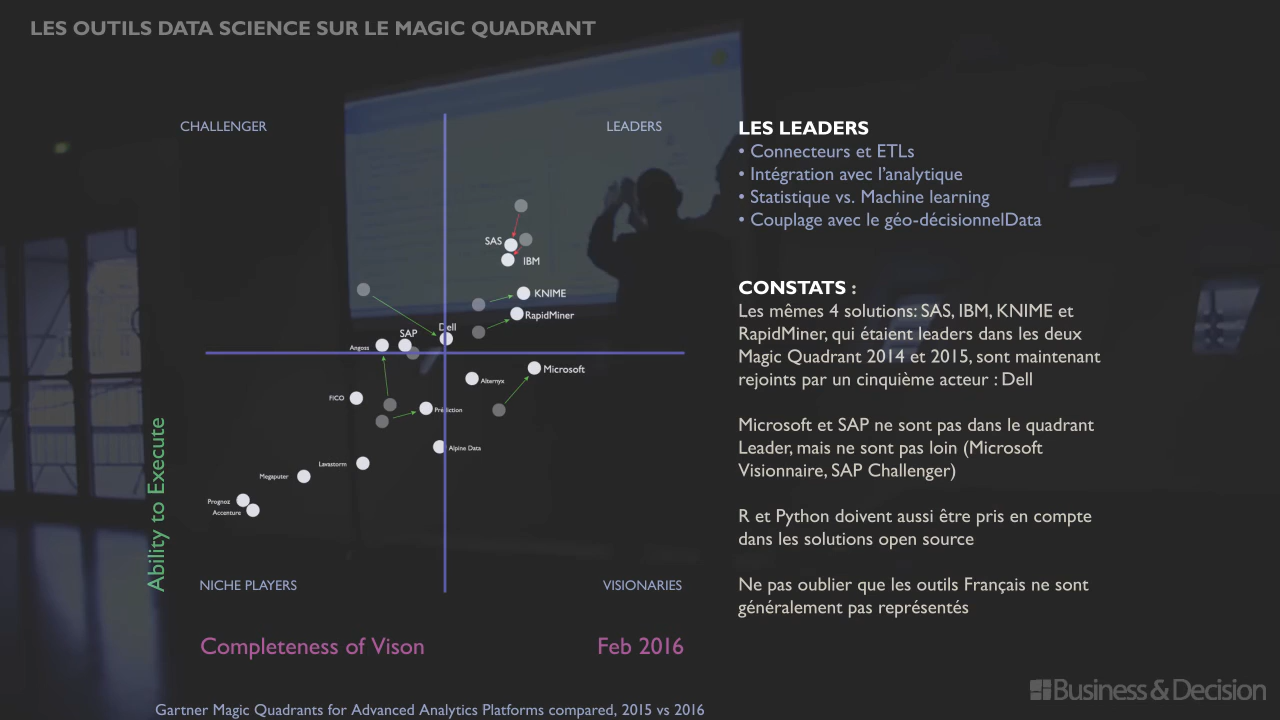 LES OUTILS DATA SCIENCE SUR LE MAGIC QUADRANT
CHALLENGER
LEADERS
SAS
IBM
KNIME
RapidMiner
Dell
SAP
Angoss
Microsoft
Alteryx
FICO
Prediction
Alpine Data
Lavastorm
Megaputer
Prognoz
Accenture
Ability to Execute
NICHE PLAYERS
VISIONARIES
Completeness of Vison
Feb 2016
Gartner Magic Quadrants for Advanced Analytics Platforms compared, 2015 vs 2016
LES LEADERS
• Connecteurs et ETLs
• Intégration avec l'analytique
• Statistique vs. Machine learning
• Couplage avec le géo-décisionnelData
CONSTATS :
Les mêmes 4 solutions: SAS, IBM, KNIME et
RapidMiner, qui étaient leaders dans les deux
Magic Quadrant 2014 et 2015, sont maintenant
rejoints par un cinquième acteur : Dell
Microsoft et SAP ne sont pas dans le quadrant
Leader, mais ne sont pas loin (Microsoft
Visionnaire, SAP Challenger)
R et Python doivent aussi être pris en compte
dans les solutions open source
Ne pas oublier que les outils Français ne sont
généralement pas représentés
Business & Decision